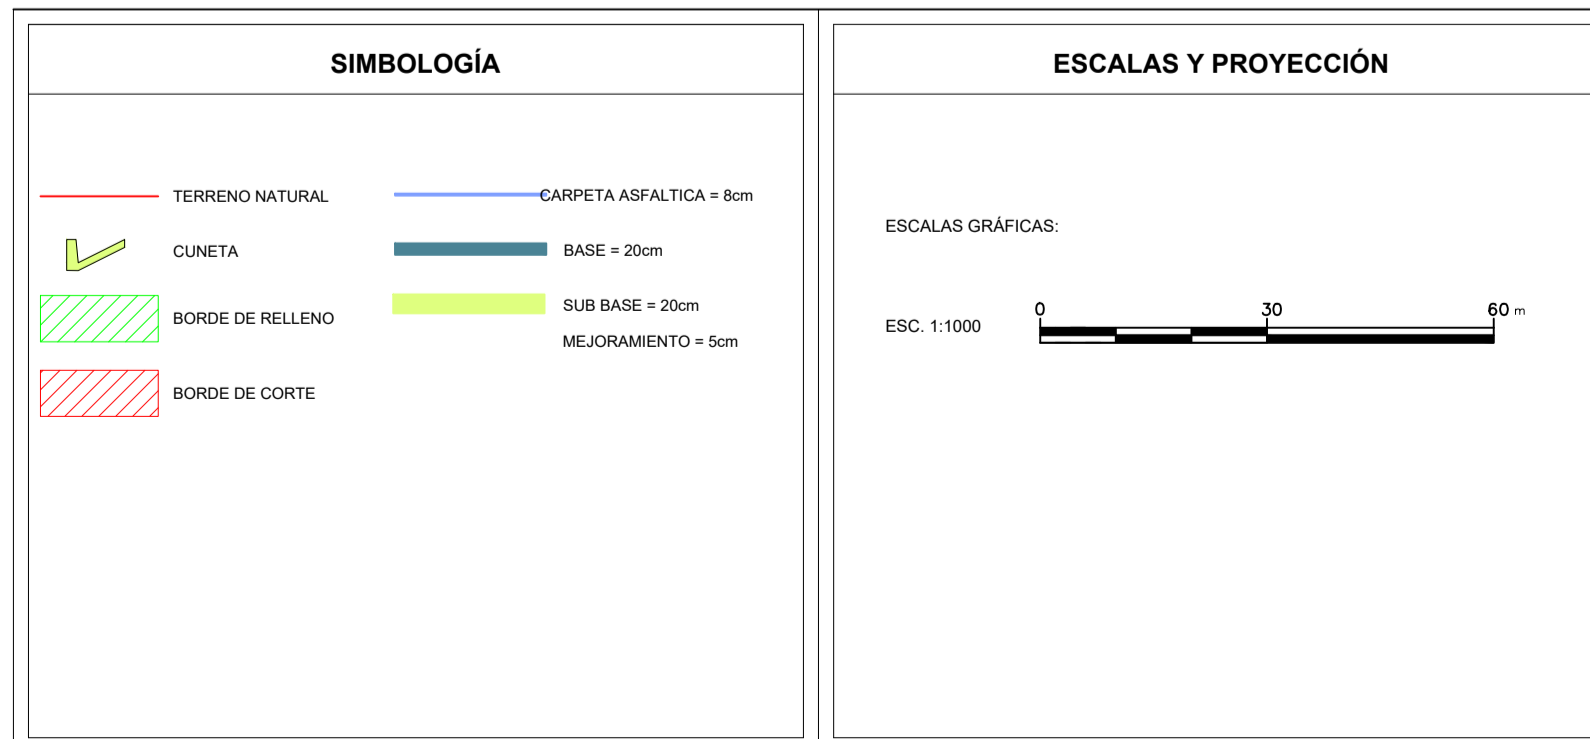 SIMBOLOGÍA
TERRENO NATURAL
CUNETA
BORDE DE RELLENO
BORDE DE CORTE
CARPETA ASFALTICA = 8cm
BASE = 20cm
SUB BASE = 20cm
MEJORAMIENTO = 5cm
ESCALAS Y PROYECCIÓN
ESCALAS GRÁFICAS:
ESC. 1:1000
0 30 60 m